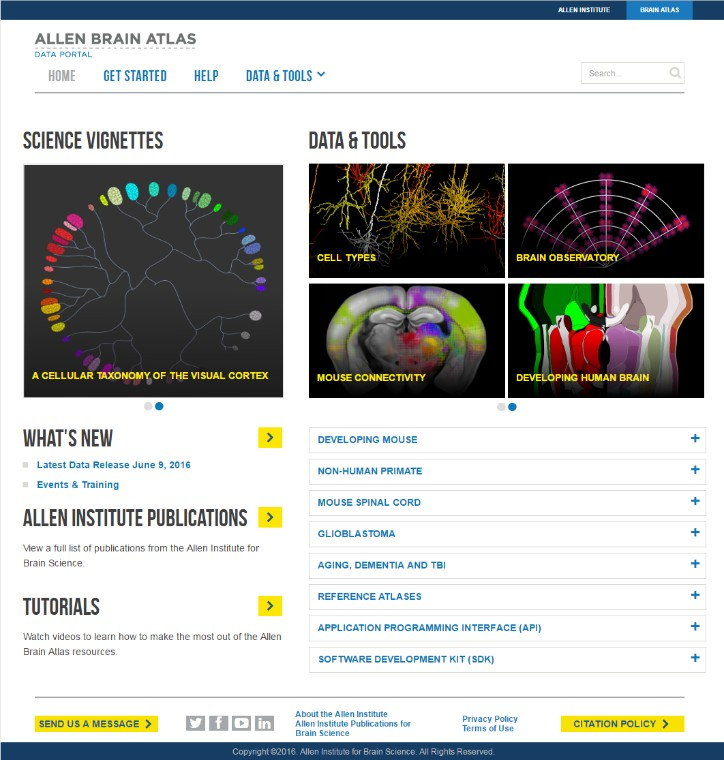 ALLEN INSTITUTE
BRAIN ATLAS
ALLEN BRAIN ATLAS
DATA PORTAL
HOME
GET STARTED
HELP
DATA & TOOLS
Search...
SCIENCE VIGNETTES
A CELLULAR TAXONOMY OF THE VISUAL CORTEX
DATA & TOOLS
CELL TYPES
BRAIN OBSERVATORY
MOUSE CONNECTIVITY
DEVELOPING HUMAN BRAIN
WHAT'S NEW
Latest Data Release June 9, 2016
Events & Training
ALLEN INSTITUTE PUBLICATIONS
View a full list of publications from the Allen Institute for
Brain Science.
TUTORIALS
Watch videos to learn how to make the most out of the Allen
Brain Atlas resources.
DEVELOPING MOUSE
NON-HUMAN PRIMATE
MOUSE SPINAL CORD
GLIOBLASTOMA
AGING, DEMENTIA AND TBI
REFERENCE ATLASES
APPLICATION PROGRAMMING INTERFACE (API)
SOFTWARE DEVELOPMENT KIT (SDK)
SEND US A MESSAGE
About the Allen Institute
Allen Institute Publications for
Brain Science
Privacy Policy
Terms of Use
CITATION POLICY
Copyright ©2016. Allen Institute for Brain Science. All Rights Reserved.